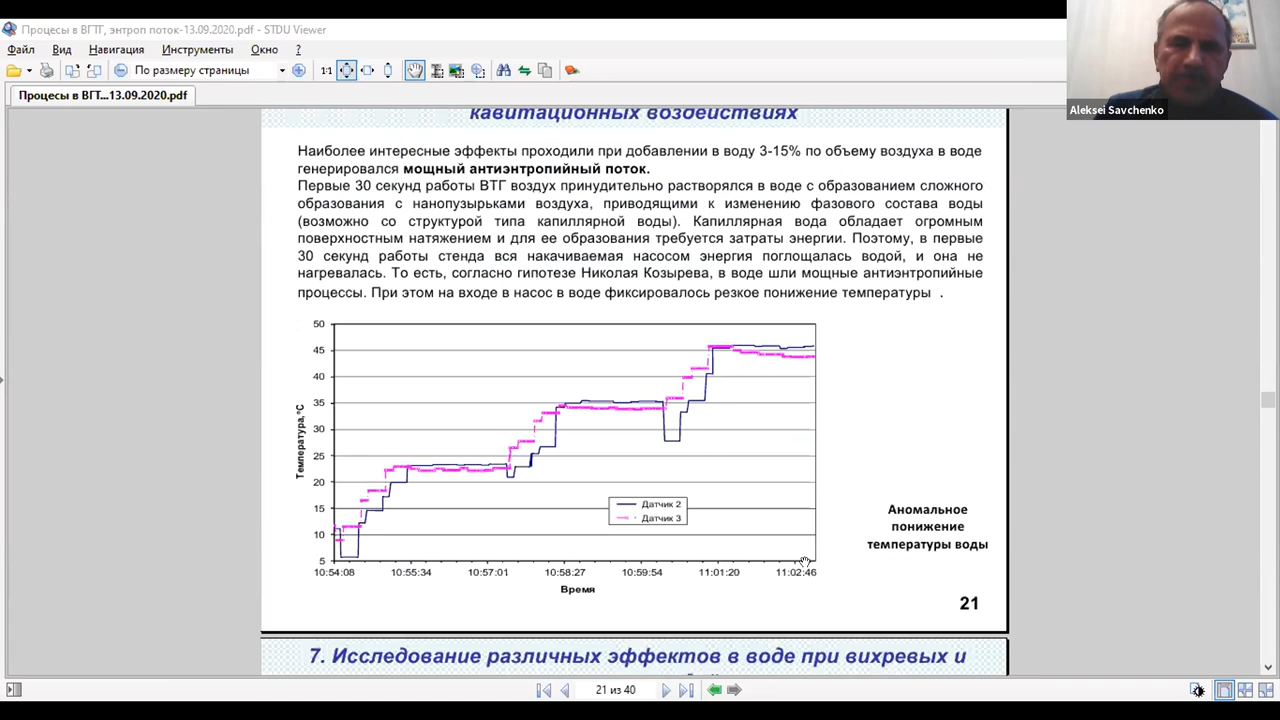 Процесы в ВГТГ, энтроп поток-13.09.2020.pdf - STDU Viewer
Файл Вид Навигация Инструменты Окно ?
1:1 По размеру страницы
Процесы в ВГТ...13.09.2020.pdf
Aleksei Savchenko
кавитационных воздействиях
Наиболее интересные эффекты проходили при добавлении в воду 3-15% по объему воздуха в воде
генерировался мощный антиэнтропийный поток.
Первые 30 секунд работы ВТГ воздух принудительно растворялся в воде с образованием сложного
образования с нанопузырьками воздуха, приводящими к изменению фазового состава воды
(возможно со структурой типа капиллярной воды). Капиллярная вода обладает огромным
поверхностным натяжением и для ее образования требуется затраты энергии. Поэтому, в первые
30 секунд работы стенда вся накачиваемая насосом энергия поглощалась водой, и она не
нагревалась. То есть, согласно гипотезе Николая Козырева, в воде шли мощные антиэнтропийные
процессы. При этом на входе в насос в воде фиксировалось резкое понижение температуры .
50
45
40
35
30
25
20
15
10
5
Температура,°С
Датчик 2
Датчик 3
10:54:08 10:55:34 10:57:01 10:58:27 10:59:54 11:01:20 11:02:46
Время
Аномальное
понижение
температуры воды
21
7. Исследование различных эффектов в воде при вихревых и
21 из 40